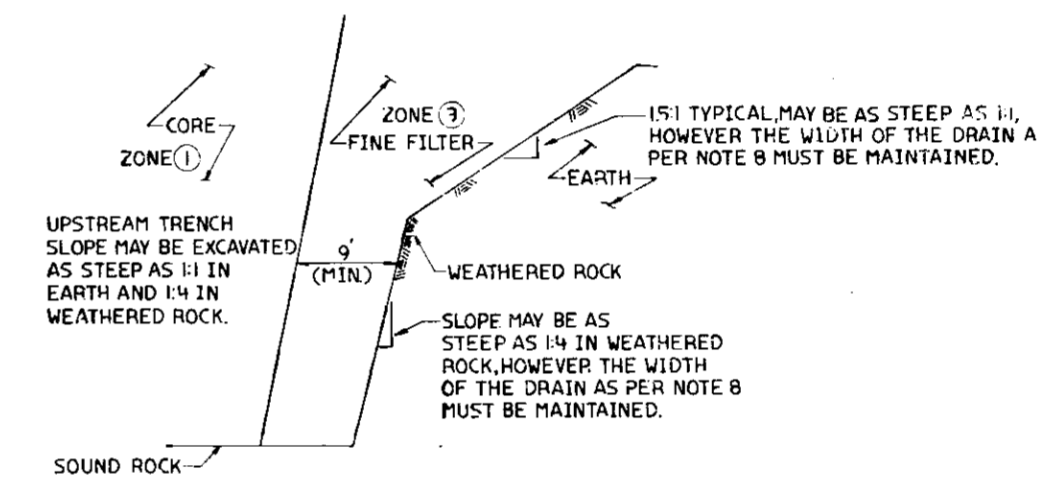 CORE
ZONE 1
ZONE 3
FINE FILTER
1.5:1 TYPICAL, MAY BE AS STEEP AS 1:1,
HOWEVER THE WIDTH OF THE DRAIN A
PER NOTE 8 MUST BE MAINTAINED.
EARTH
UPSTREAM TRENCH
SLOPE MAY BE EXCAVATED
AS STEEP AS 1:1 IN
EARTH AND 1:4 IN
WEATHERED ROCK.
9'
(MIN.)
WEATHERED ROCK
SLOPE MAY BE AS
STEEP AS 1:4 IN WEATHERED
ROCK, HOWEVER THE WIDTH
OF THE DRAIN AS PER NOTE 8
MUST BE MAINTAINED.
SOUND ROCK